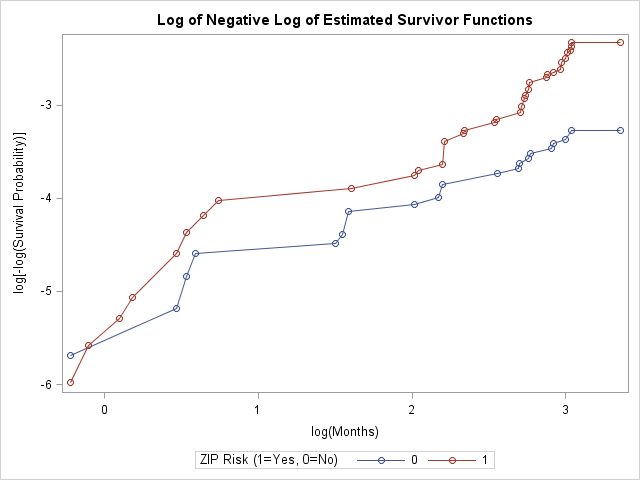 Log of Negative Log of Estimated Survivor Functions
log[-log(Survival Probability)]
-3
-4
-5
-6
0 1 2 3
log(Months)
ZIP Risk (1=Yes, 0=No) 0 1